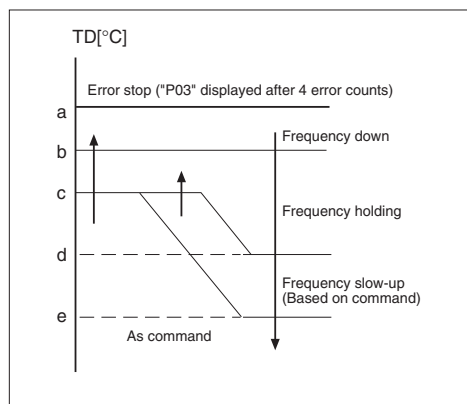 TD[°C]
Error stop ("P03" displayed after 4 error counts)
a
Frequency down
b
c
Frequency holding
d
Frequency slow-up
(Based on command)
e
As command